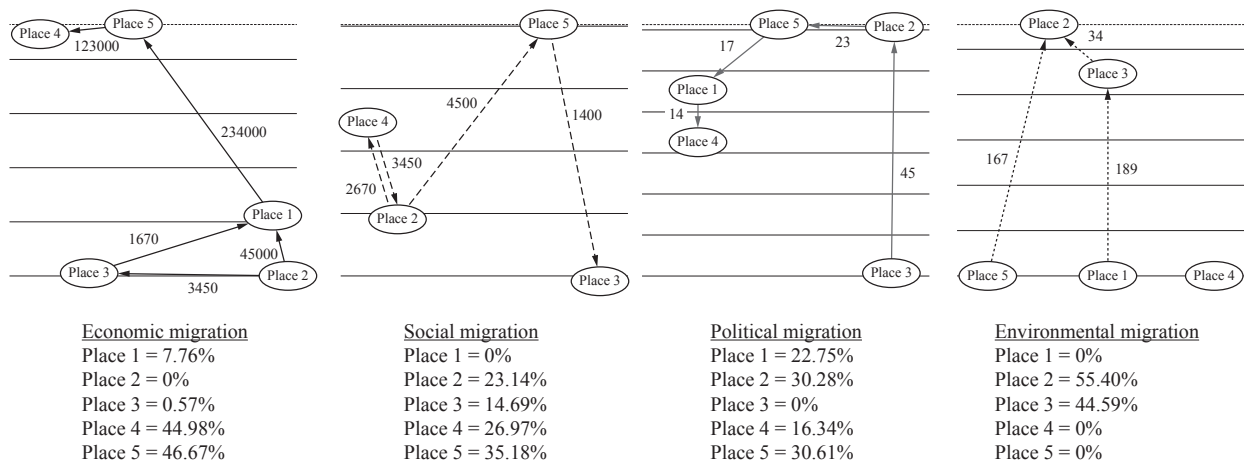 Place 4
Place 5
123000
234000
Place 1
1670
45000
Place 3
Place 2
3450
Place 5
4500
1400
Place 4
3450
2670
Place 2
Place 3
Place 5
Place 2
17
23
Place 1
14
Place 4
45
Place 3
Place 2
34
Place 3
167
189
Place 5
Place 1
Place 4
Economic migration
Place 1 = 7.76%
Place 2 = 0%
Place 3 = 0.57%
Place 4 = 44.98%
Place 5 = 46.67%
Social migration
Place 1 = 0%
Place 2 = 23.14%
Place 3 = 14.69%
Place 4 = 26.97%
Place 5 = 35.18%
Political migration
Place 1 = 22.75%
Place 2 = 30.28%
Place 3 = 0%
Place 4 = 16.34%
Place 5 = 30.61%
Environmental migration
Place 1 = 0%
Place 2 = 55.40%
Place 3 = 44.59%
Place 4 = 0%
Place 5 = 0%